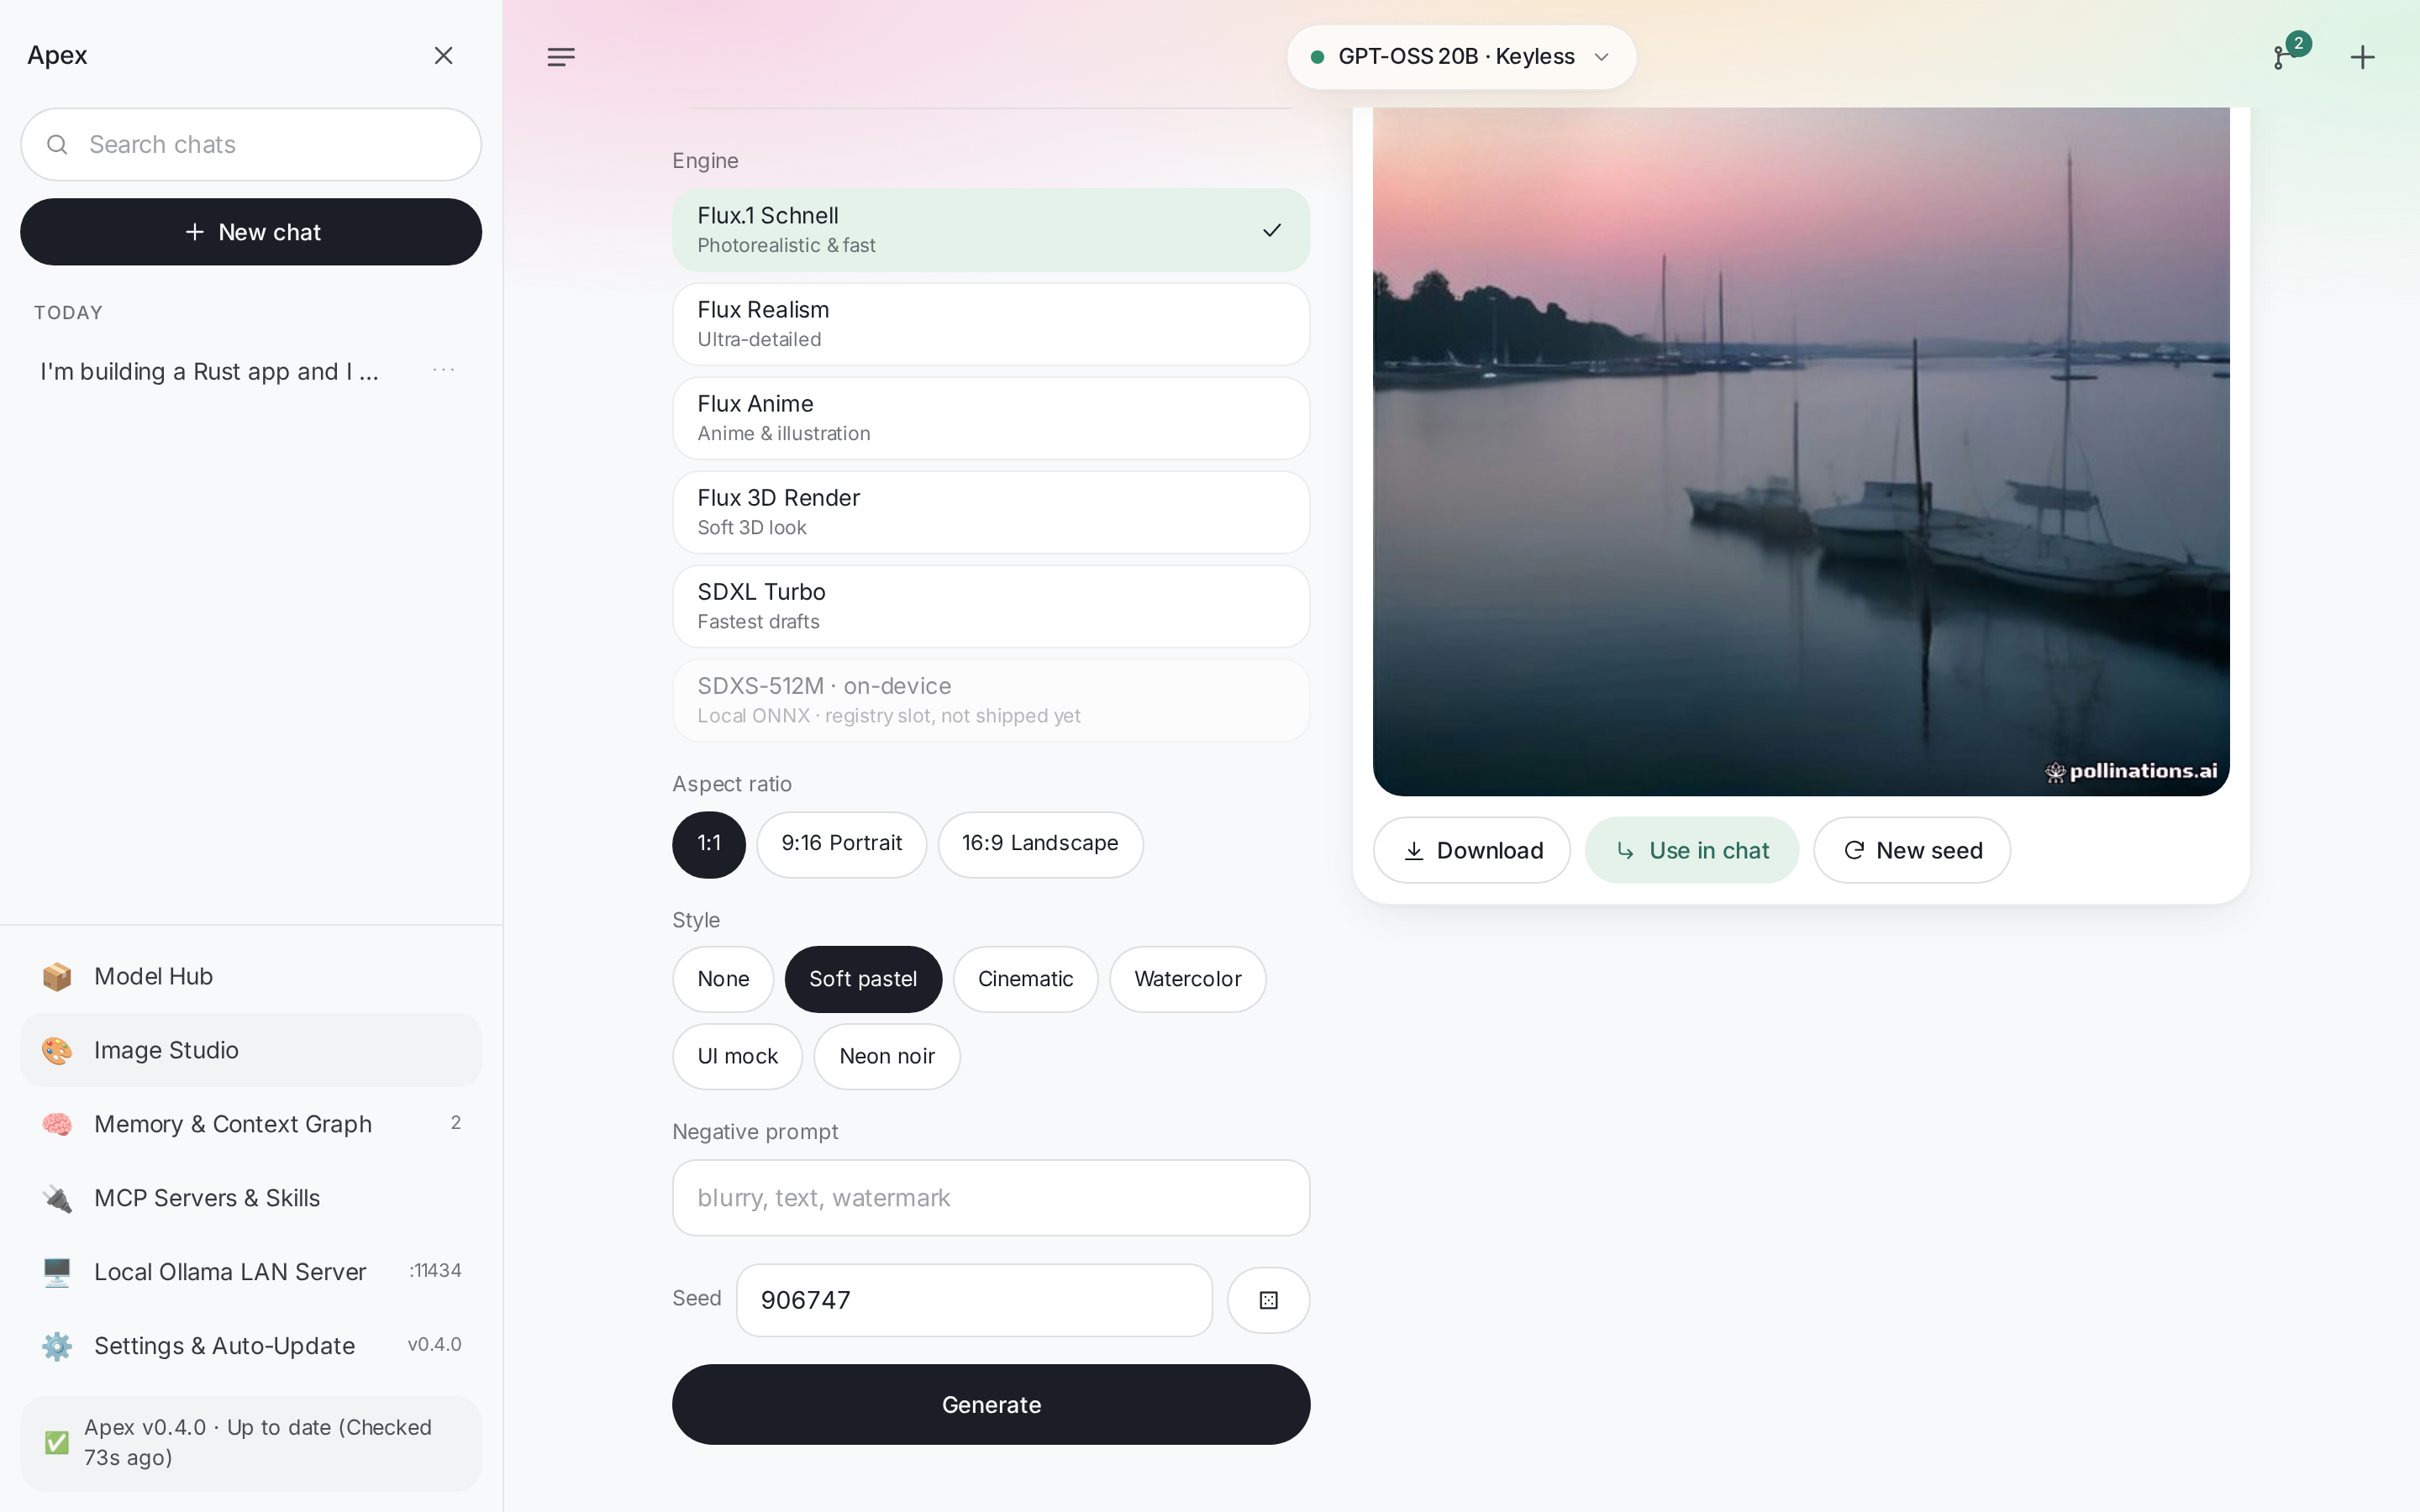 Apex
Search chats
New chat
TODAY
I'm building a Rust app and I ...
Model Hub
Image Studio
Memory & Context Graph 2
MCP Servers & Skills
Local Ollama LAN Server :11434
Settings & Auto-Update v0.4.0
Apex v0.4.0 · Up to date (Checked
73s ago)
GPT-OSS 20B · Keyless
2
Engine
Flux.1 Schnell
Photorealistic & fast
Flux Realism
Ultra-detailed
Flux Anime
Anime & illustration
Flux 3D Render
Soft 3D look
SDXL Turbo
Fastest drafts
SDXS-512M · on-device
Local ONNX · registry slot, not shipped yet
Aspect ratio
1:1 9:16 Portrait 16:9 Landscape
Style
None Soft pastel Cinematic Watercolor
UI mock Neon noir
Negative prompt
blurry, text, watermark
Seed 906747
Generate
pollinations.ai
Download Use in chat New seed